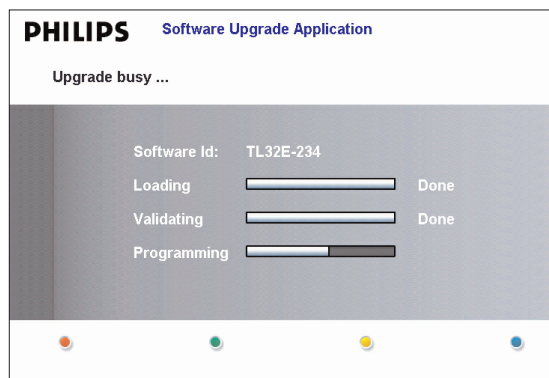 PHILIPS Software Upgrade Application
Upgrade busy ...
Software Id: TL32E-234
Loading Done
Validating Done
Programming